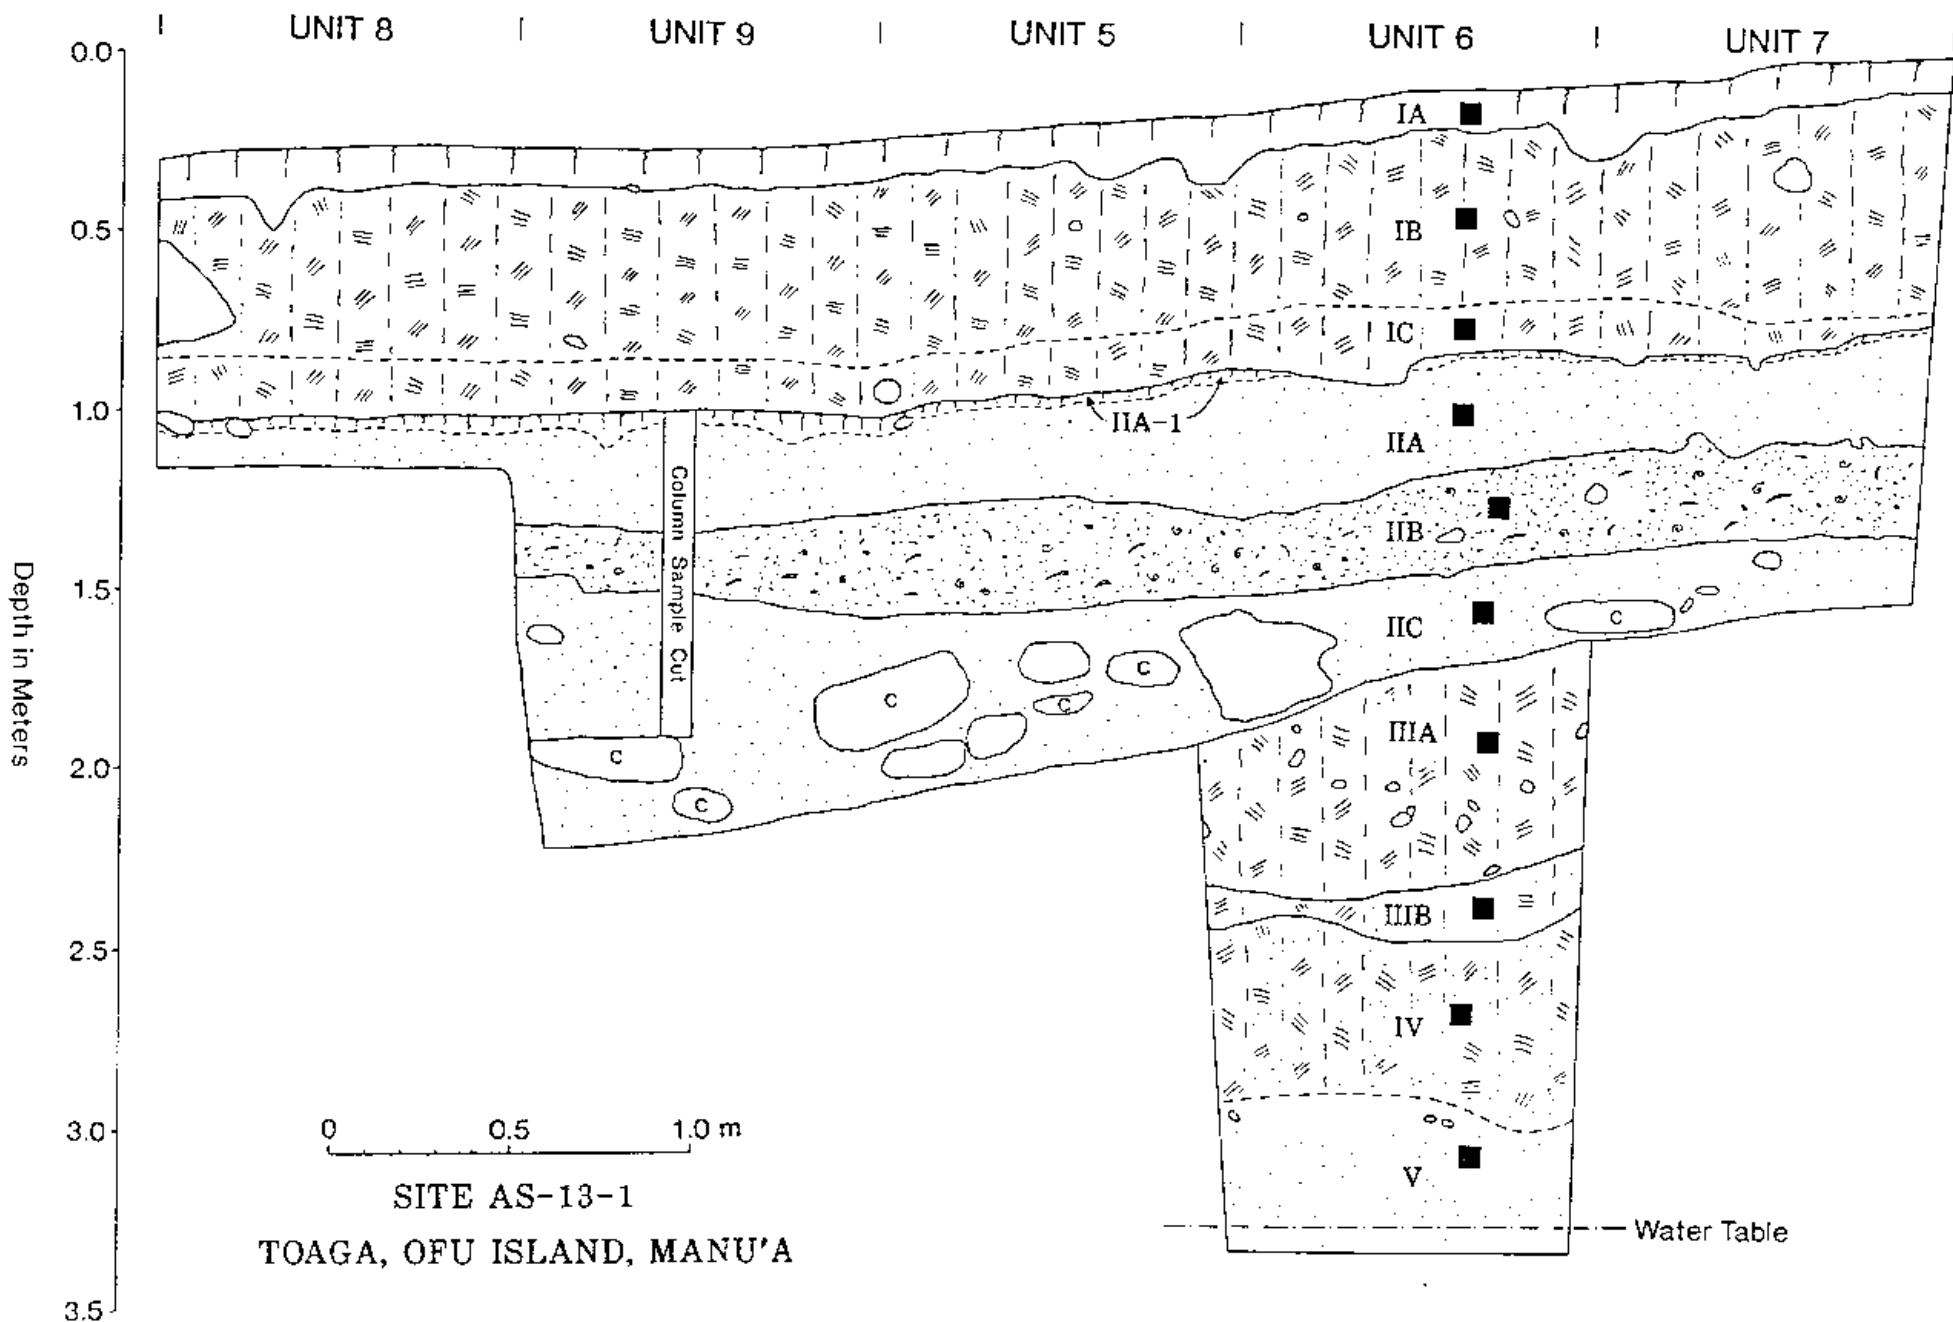 UNIT 8
UNIT 9
UNIT 5
UNIT 6
UNIT 7
0.0
0.5
1.0
1.5
2.0
2.5
3.0
3.5
Depth in Meters
IA
IB
IC
IIA-1
IIA
IIB
IIC
IIIA
IIIB
IV
V
Column Sample Cut
C
C
C
C
C
C
Water Table
0 0.5 1.0 m
SITE AS-13-1
TOAGA, OFU ISLAND, MANU'A